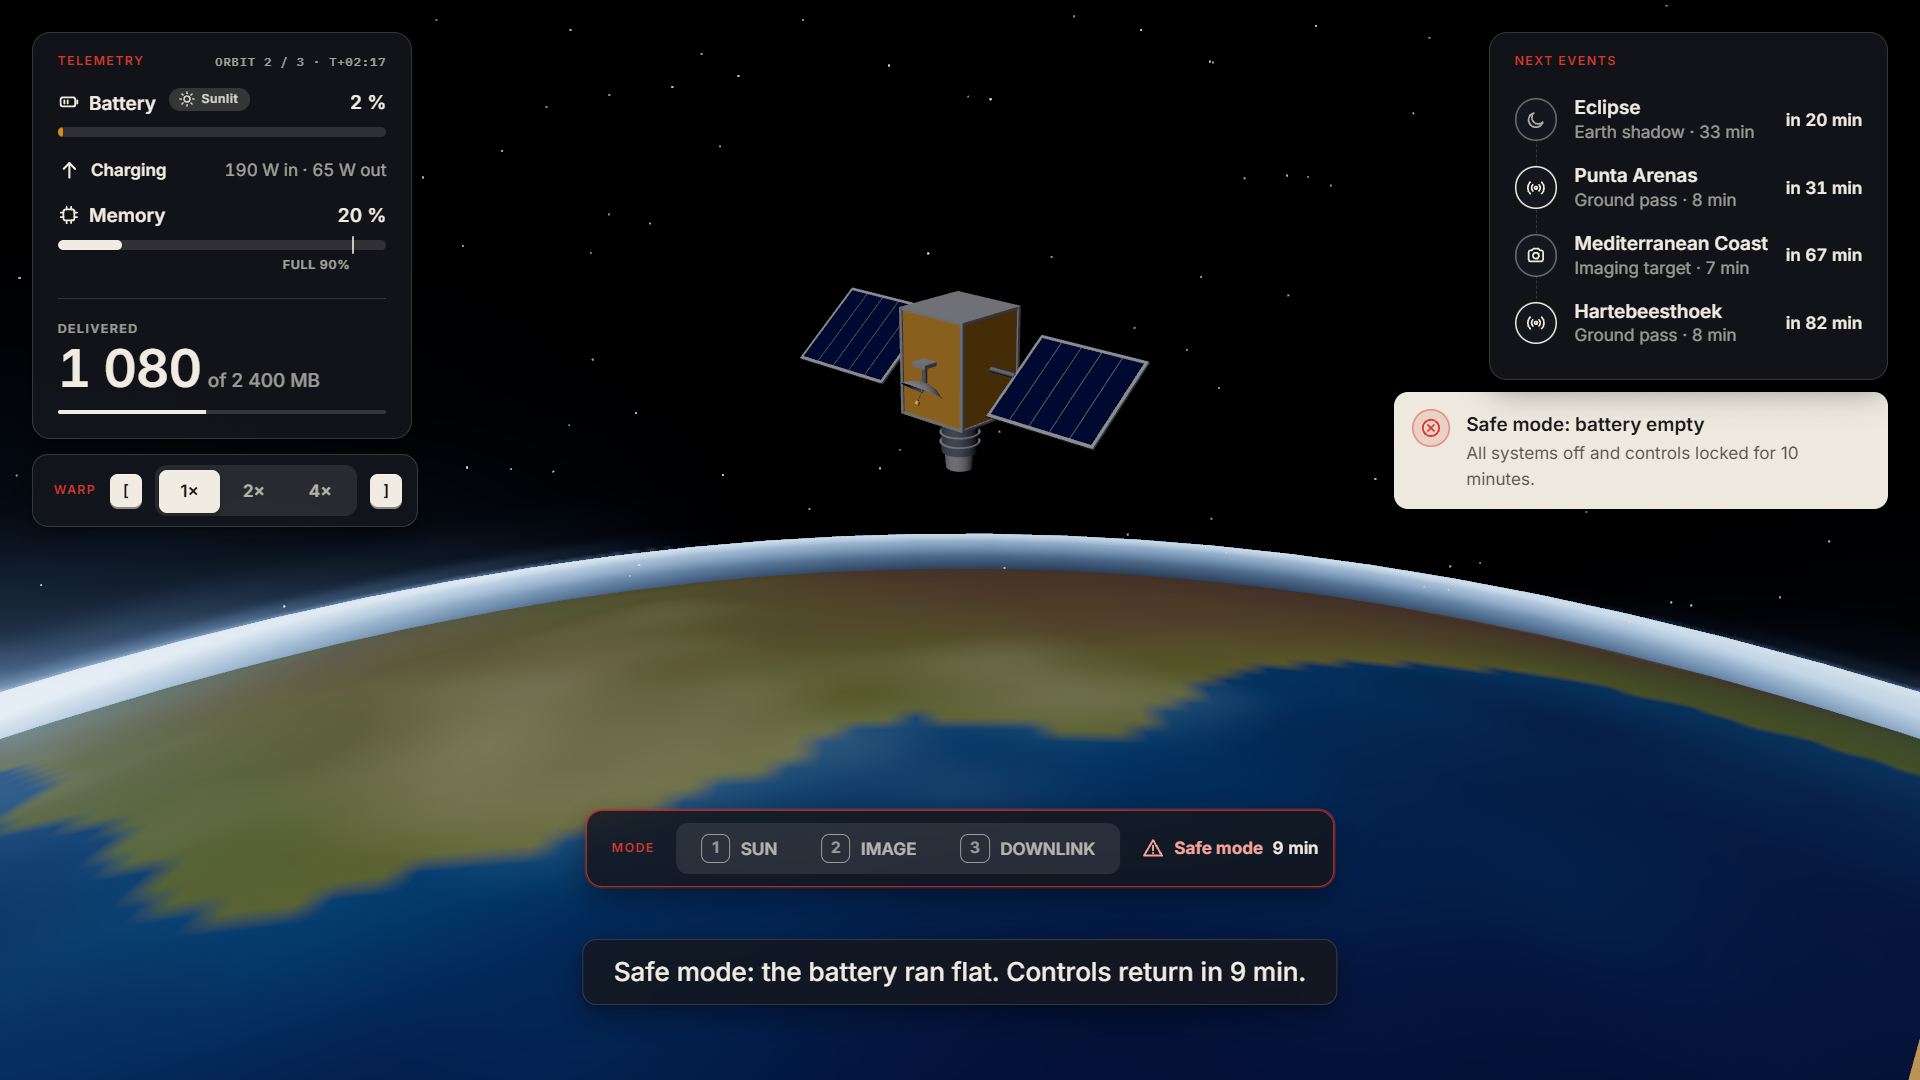 TELEMETRY
ORBIT 2 / 3 · T+02:17
Battery
Sunlit
2 %
Charging
190 W in · 65 W out
Memory
20 %
FULL 90%
DELIVERED
1 080 of 2 400 MB
WARP
[
1×
2×
4×
]
NEXT EVENTS
Eclipse
Earth shadow · 33 min
in 20 min
Punta Arenas
Ground pass · 8 min
in 31 min
Mediterranean Coast
Imaging target · 7 min
in 67 min
Hartebeesthoek
Ground pass · 8 min
in 82 min
Safe mode: battery empty
All systems off and controls locked for 10
minutes.
MODE
1 SUN
2 IMAGE
3 DOWNLINK
Safe mode 9 min
Safe mode: the battery ran flat. Controls return in 9 min.